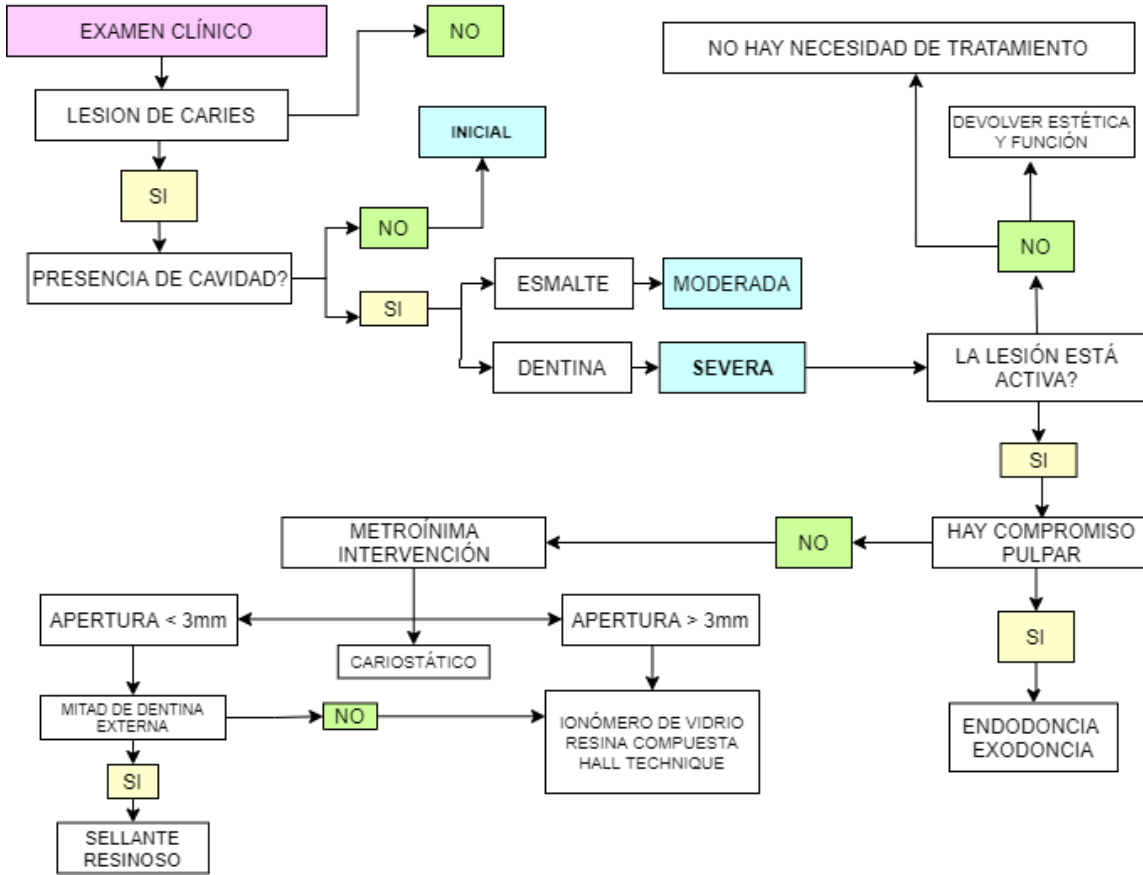 EXAMEN CLÍNICO
NO
NO HAY NECESIDAD DE TRATAMIENTO
LESION DE CARIES
INICIAL
DEVOLVER ESTÉTICA
Y FUNCIÓN
SI
NO
NO
PRESENCIA DE CAVIDAD?
SI
ESMALTE
MODERADA
DENTINA
SEVERA
LA LESIÓN ESTÁ
ACTIVA?
SI
METROÍNIMA
INTERVENCIÓN
NO
HAY COMPROMISO
PULPAR
APERTURA < 3mm
APERTURA > 3mm
SI
CARIOSTÁTICO
MITAD DE DENTINA
EXTERNA
NO
IONÓMERO DE VIDRIO
RESINA COMPUESTA
HALL TECHNIQUE
ENDODONCIA
EXODONCIA
SI
SELLANTE
RESINOSO